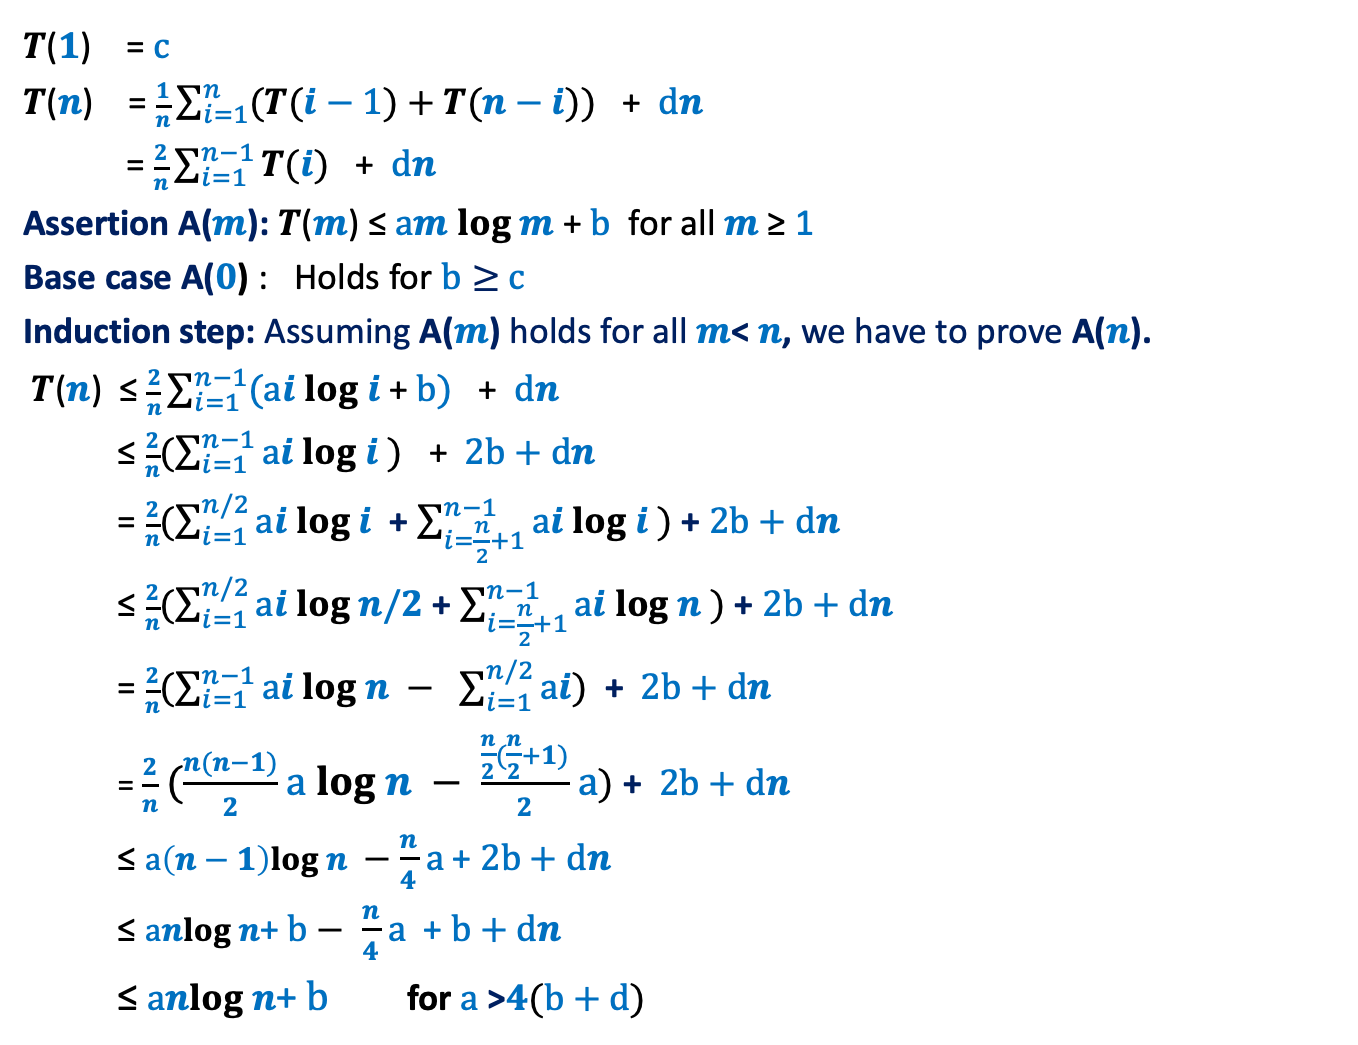 T(1) = c
T(n) = 1/n ∑_{i=1}^{n} (T(i − 1) + T(n − i)) + dn
= 2/n ∑_{i=1}^{n−1} T(i) + dn
Assertion A(m): T(m) ≤ am log m + b for all m ≥ 1
Base case A(0) : Holds for b ≥ c
Induction step: Assuming A(m) holds for all m< n, we have to prove A(n).
T(n) ≤ 2/n ∑_{i=1}^{n−1} (ai log i + b) + dn
≤ 2/n (∑_{i=1}^{n−1} ai log i ) + 2b + dn
= 2/n (∑_{i=1}^{n/2} ai log i + ∑_{i=n/2+1}^{n−1} ai log i ) + 2b + dn
≤ 2/n (∑_{i=1}^{n/2} ai log n/2 + ∑_{i=n/2+1}^{n−1} ai log n ) + 2b + dn
= 2/n (∑_{i=1}^{n−1} ai log n − ∑_{i=1}^{n/2} ai) + 2b + dn
= 2/n (n(n−1)/2 a log n − (n/2(n/2+1))/2 a) + 2b + dn
≤ a(n − 1)log n − n/4 a + 2b + dn
≤ anlog n+ b − n/4 a + b + dn
≤ anlog n+ b for a >4(b + d)